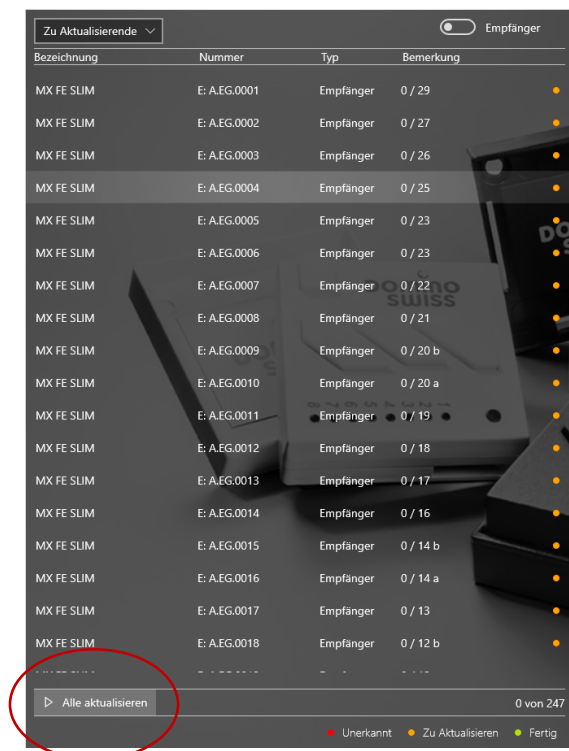 Zu Aktualisierende Empfänger
Bezeichnung Nummer Typ Bemerkung
MX FE SLIM E: A.EG.0001 Empfänger 0 / 29
MX FE SLIM E: A.EG.0002 Empfänger 0 / 27
MX FE SLIM E: A.EG.0003 Empfänger 0 / 26
MX FE SLIM E: A.EG.0004 Empfänger 0 / 25
MX FE SLIM E: A.EG.0005 Empfänger 0 / 23
MX FE SLIM E: A.EG.0006 Empfänger 0 / 23
MX FE SLIM E: A.EG.0007 Empfänger 0 / 22
MX FE SLIM E: A.EG.0008 Empfänger 0 / 21
MX FE SLIM E: A.EG.0009 Empfänger 0 / 20 b
MX FE SLIM E: A.EG.0010 Empfänger 0 / 20 a
MX FE SLIM E: A.EG.0011 Empfänger 0 / 19
MX FE SLIM E: A.EG.0012 Empfänger 0 / 18
MX FE SLIM E: A.EG.0013 Empfänger 0 / 17
MX FE SLIM E: A.EG.0014 Empfänger 0 / 16
MX FE SLIM E: A.EG.0015 Empfänger 0 / 14 b
MX FE SLIM E: A.EG.0016 Empfänger 0 / 14 a
MX FE SLIM E: A.EG.0017 Empfänger 0 / 13
MX FE SLIM E: A.EG.0018 Empfänger 0 / 12 b
Alle aktualisieren 0 von 247
Unerkannt Zu Aktualisieren Fertig